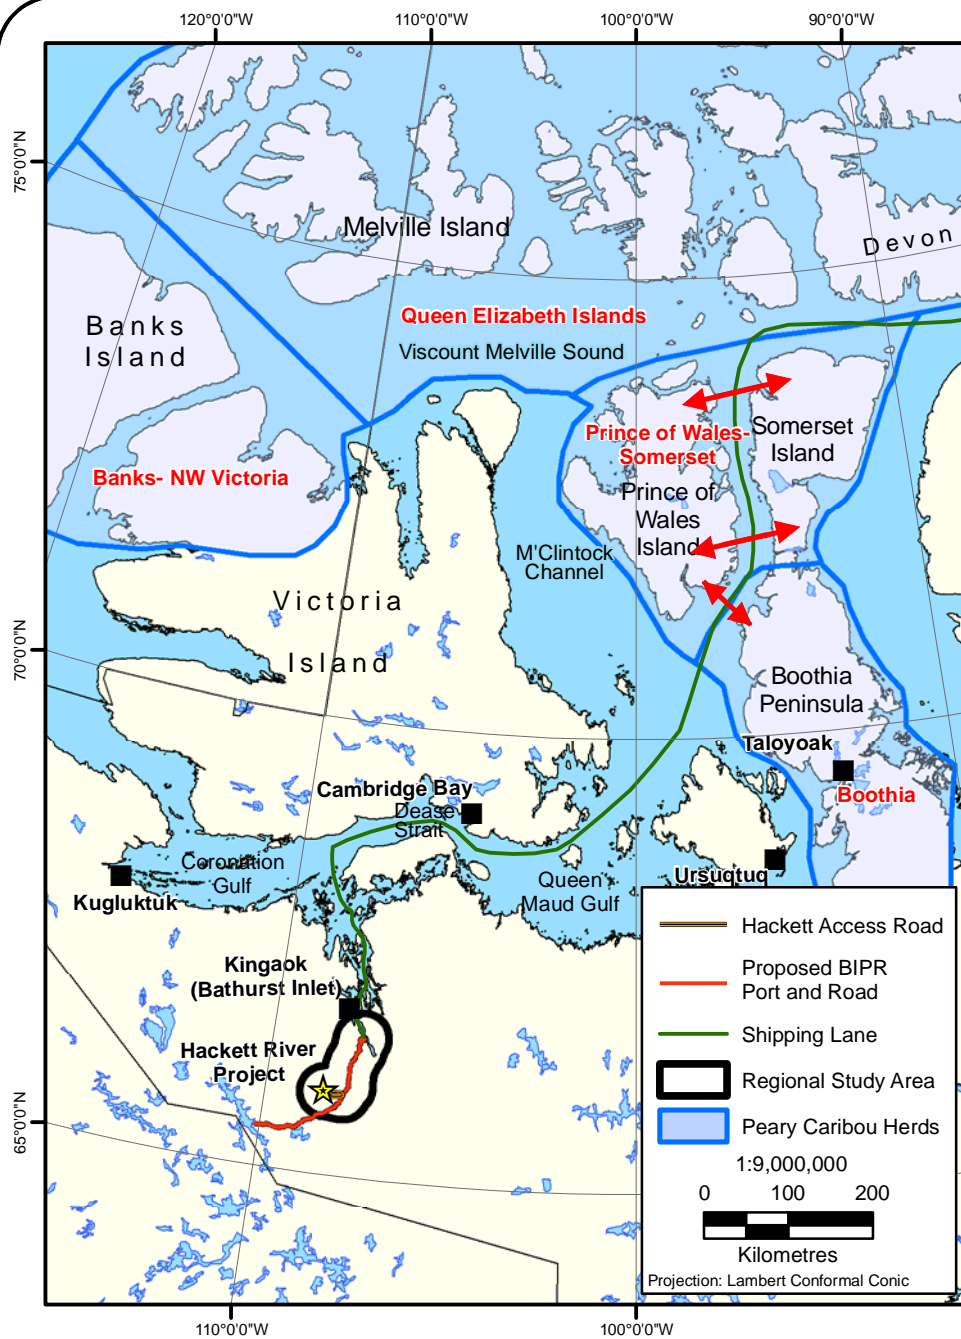 120°0'0"W
110°0'0"W
100°0'0"W
90°0'0"W
75°0'0"N
Melville Island
Devon
Queen Elizabeth Islands
Viscount Melville Sound
Banks
Island
Banks- NW Victoria
Prince of Wales-
Somerset
Somerset
Island
Prince of
Wales
Island
M'Clintock
Channel
Victoria
Island
70°0'0"N
Boothia
Peninsula
Taloyoak
Boothia
Cambridge Bay
Dease
Strait
Coronation
Gulf
Kugluktuk
Queen
Maud Gulf
Ursuqtuq
Kingaok
(Bathurst Inlet)
Hackett River
Project
65°0'0"N
Hackett Access Road
Proposed BIPR
Port and Road
Shipping Lane
Regional Study Area
Peary Caribou Herds
1:9,000,000
0 100 200
Kilometres
Projection: Lambert Conformal Conic
110°0'0"W
100°0'0"W